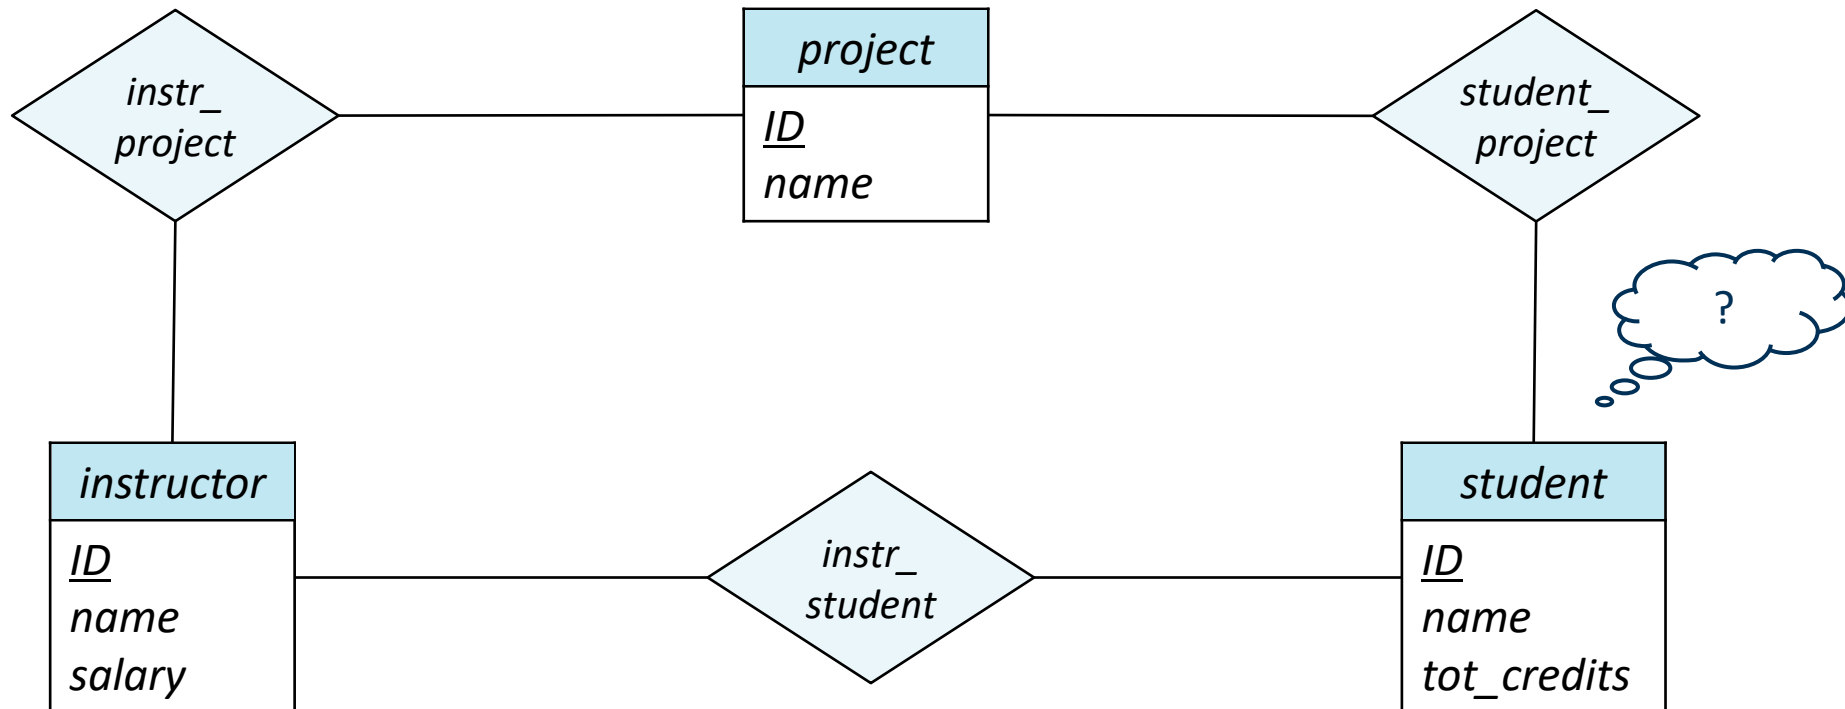 instr_
project
project
ID
name
student_
project
?
instructor
ID
name
salary
instr_
student
student
ID
name
tot_credits